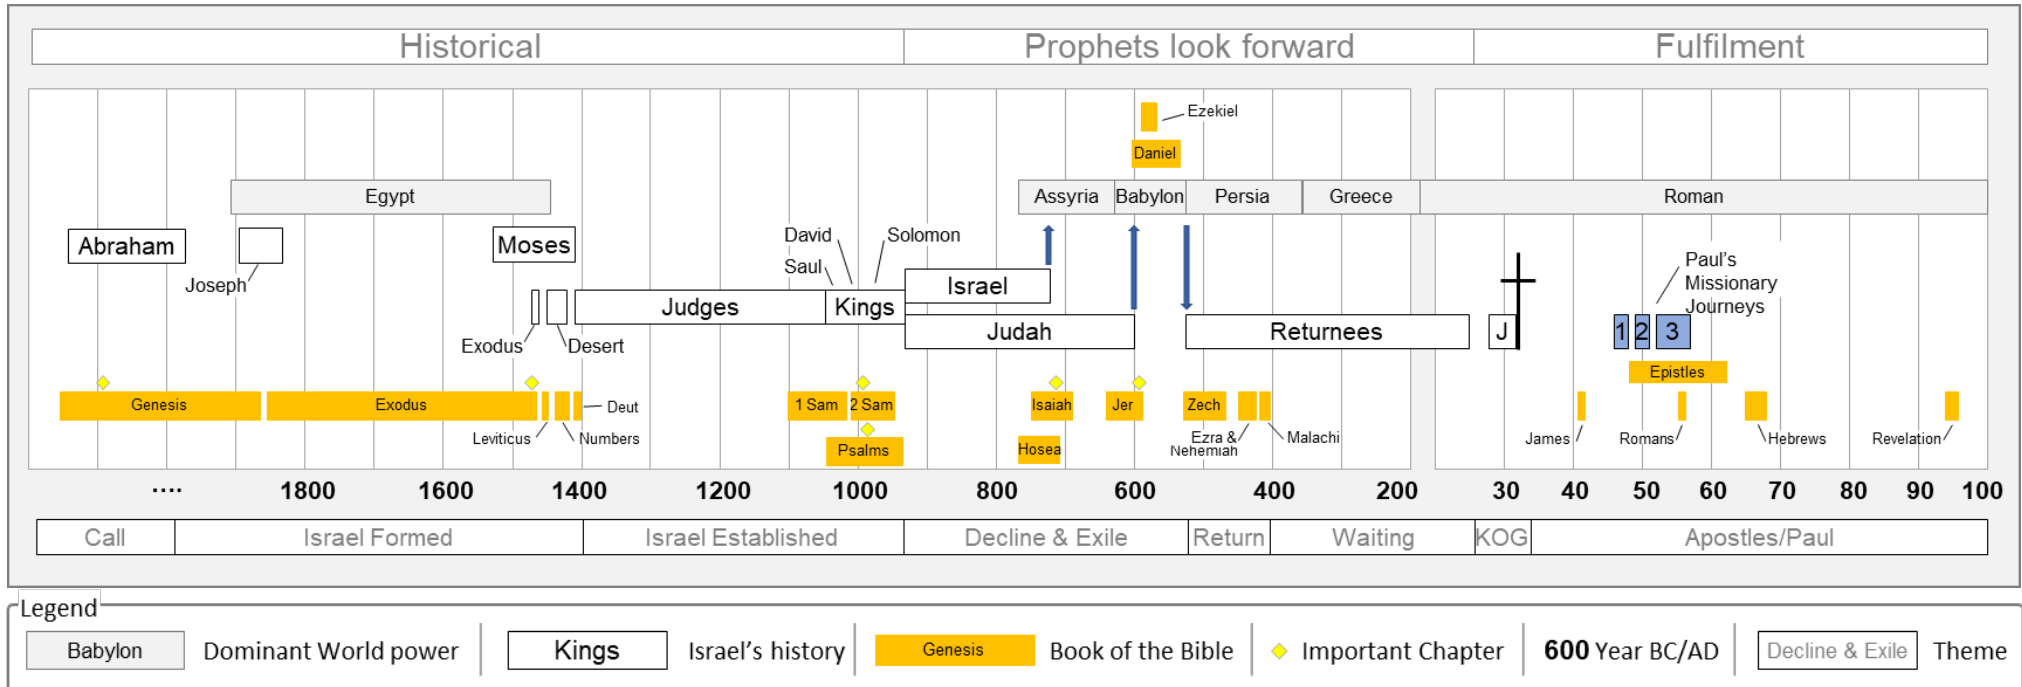 Historical
Prophets look forward
Fulfilment
Ezekiel
Daniel
Egypt
Assyria
Babylon
Persia
Greece
Roman
Abraham
Joseph
Moses
David
Solomon
Saul
Exodus
Desert
Judges
Kings
Israel
Judah
Returnees
J
Paul's
Missionary
Journeys
1
2
3
Epistles
Genesis
Exodus
Leviticus
Numbers
Deut
1 Sam
2 Sam
Psalms
Isaiah
Hosea
Jer
Zech
Ezra &
Nehemiah
Malachi
James
Romans
Hebrews
Revelation
....
1800
1600
1400
1200
1000
800
600
400
200
30
40
50
60
70
80
90
100
Call
Israel Formed
Israel Established
Decline & Exile
Return
Waiting
KOG
Apostles/Paul
Legend
Babylon
Dominant World power
Kings
Israel's history
Genesis
Book of the Bible
Important Chapter
600 Year BC/AD
Decline & Exile
Theme